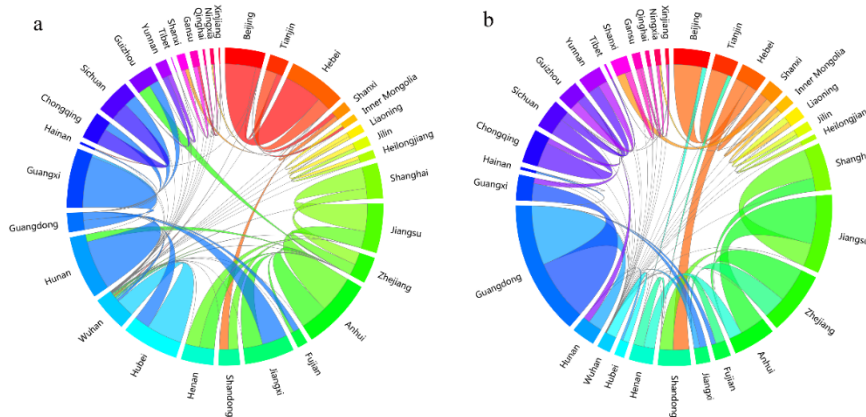 a
Beijing
Tianjin
Hebei
Shanxi
Inner Mongolia
Liaoning
Jilin
Heilongjiang
Shanghai
Jiangsu
Zhejiang
Anhui
Fujian
Jiangxi
Shandong
Henan
Hubei
Wuhan
Hunan
Guangdong
Guangxi
Hainan
Chongqing
Sichuan
Guizhou
Yunnan
Tibet
Shanxi
Gansu
Qinghai
Ningxia
Xinjiang
b
Beijing
Tianjin
Hebei
Shanxi
Inner Mongolia
Liaoning
Jilin
Heilongjiang
Shangha
Jiangsu
Zhejiang
Anhui
Fujian
Jiangxi
Shandong
Henan
Hubei
Wuhan
Hunan
Guangdong
Guangxi
Hainan
Chongqing
Sichuan
Guizhou
Yunnan
Tibet
Shanxi
Gansu
Qinghai
Ningxia
Xinjiang